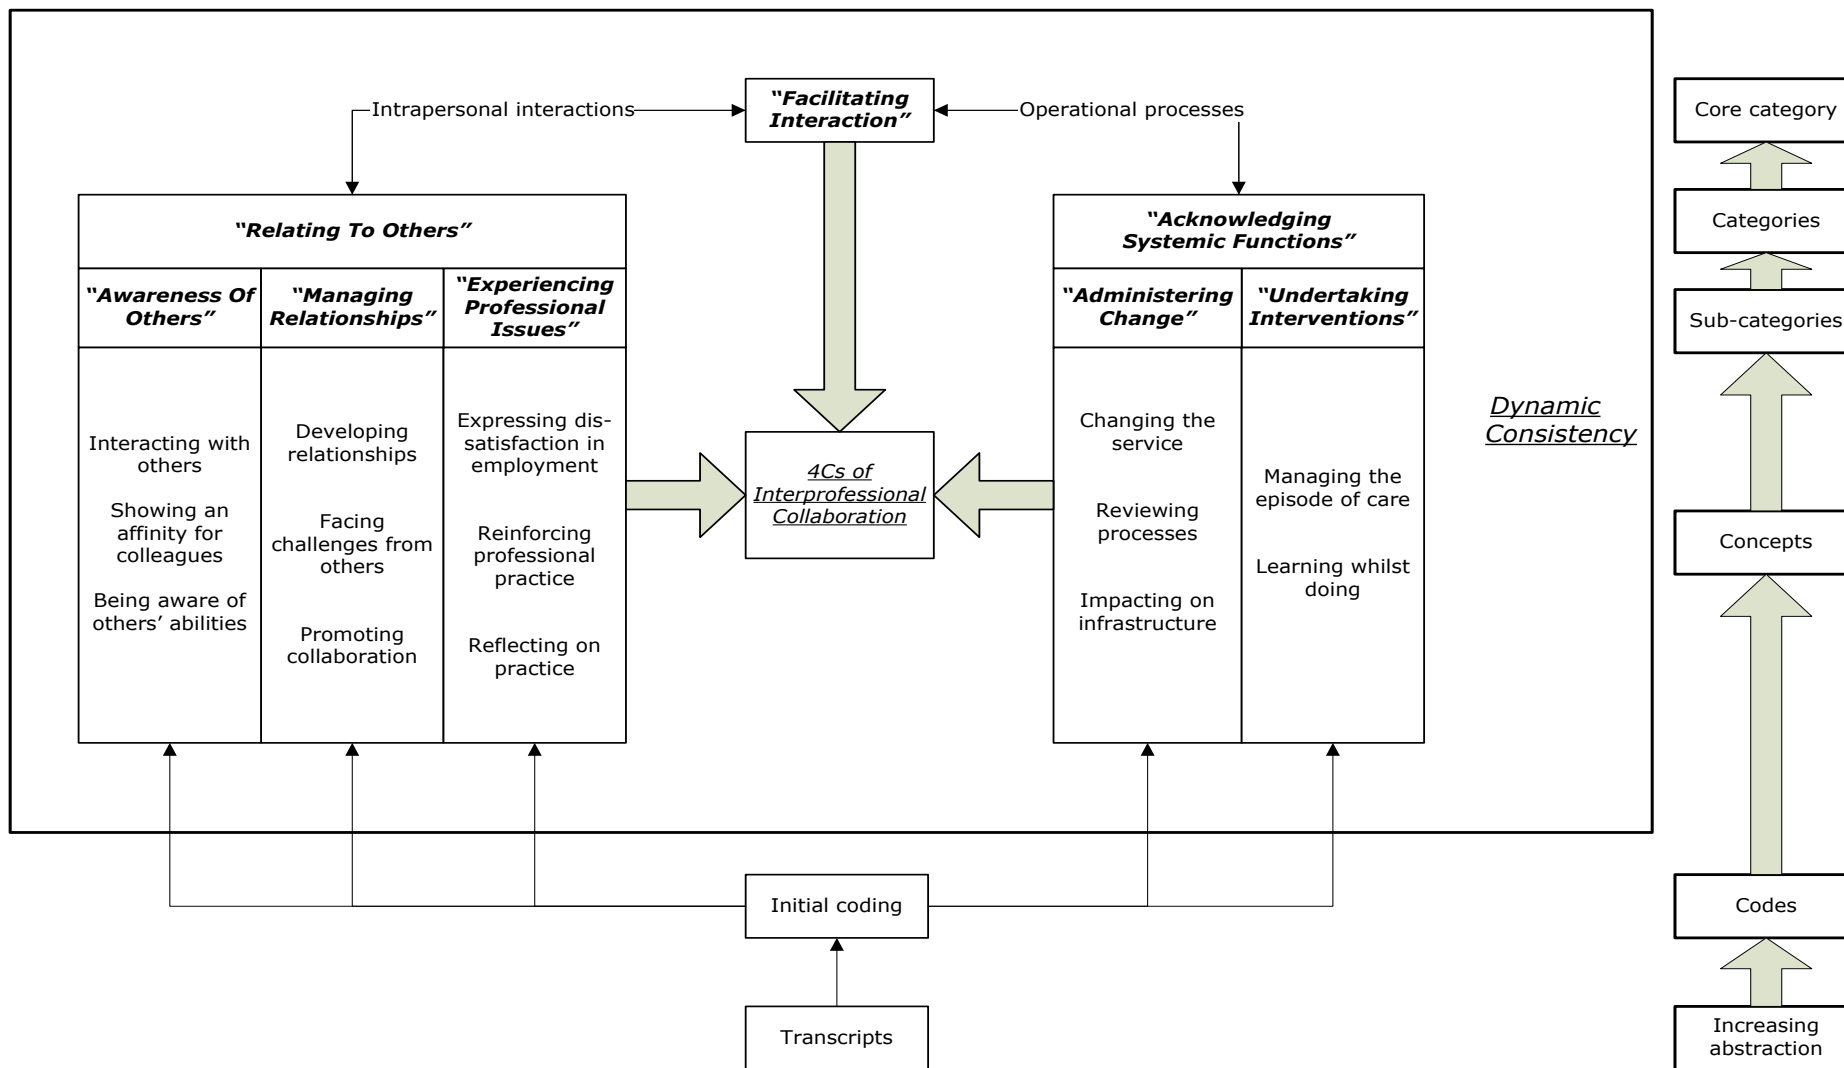 Intrapersonal interactions
“Facilitating
Interaction”
Operational processes
“Relating To Others”
“Awareness Of
Others”
“Managing
Relationships”
“Experiencing
Professional
Issues”
Interacting with
others
Showing an
affinity for
colleagues
Being aware of
others’ abilities
Developing
relationships
Facing
challenges from
others
Promoting
collaboration
Expressing dis-
satisfaction in
employment
Reinforcing
professional
practice
Reflecting on
practice
4Cs of
Interprofessional
Collaboration
“Acknowledging
Systemic Functions”
“Administering
Change”
“Undertaking
Interventions”
Changing the
service
Reviewing
processes
Impacting on
infrastructure
Managing the
episode of care
Learning whilst
doing
Dynamic
Consistency
Initial coding
Transcripts
Core category
Categories
Sub-categories
Concepts
Codes
Increasing
abstraction